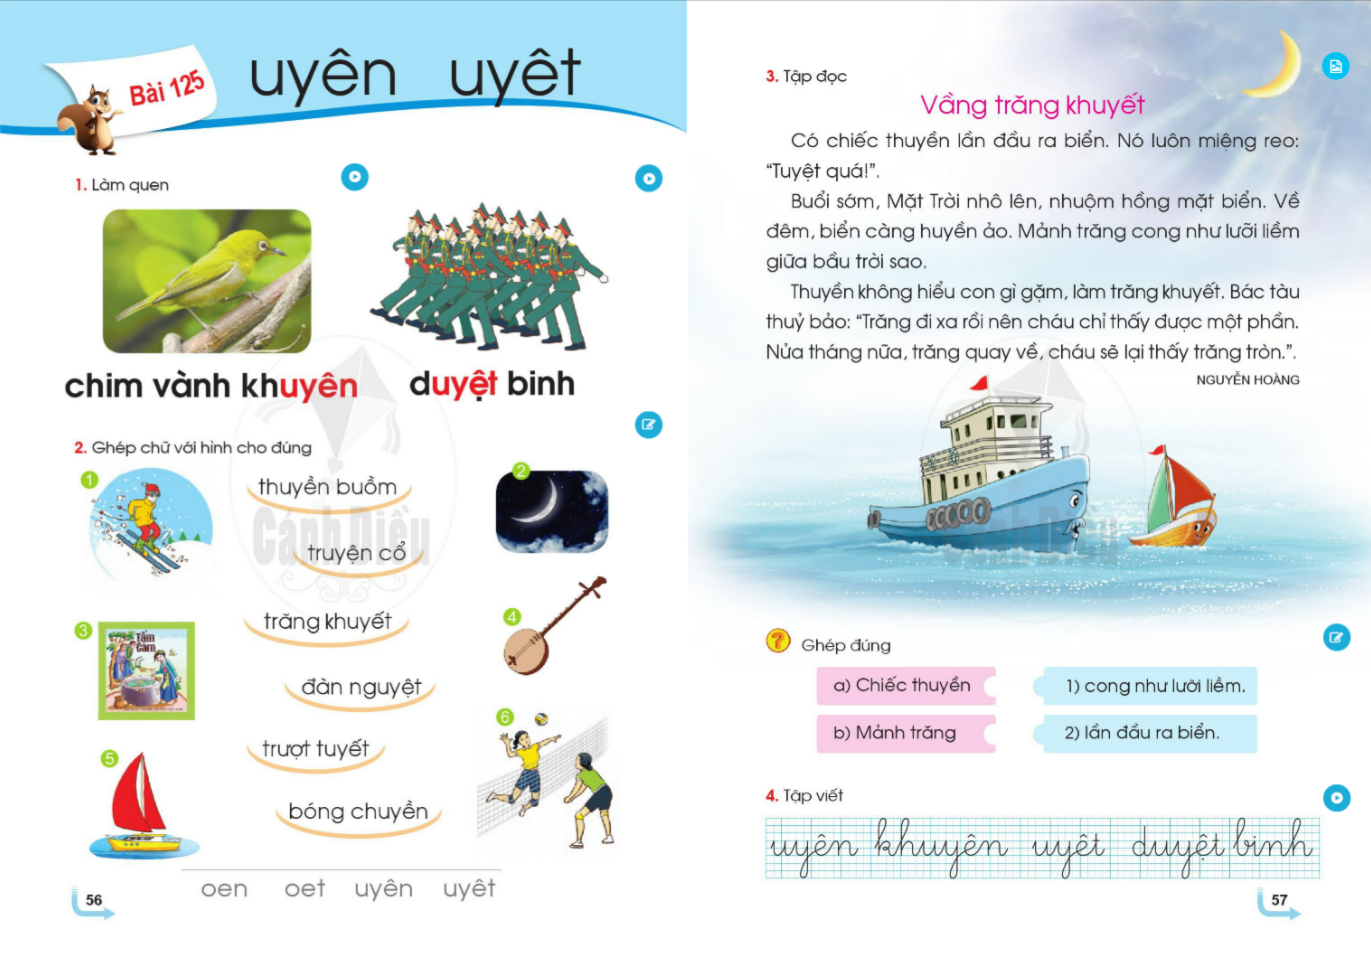 Bài 125
uyên uyêt
1. Làm quen
chim vành khuyên
duyệt binh
2. Ghép chữ với hình cho đúng
1
2
3
Tấm
Cám
4
5
6
thuyền buồm
truyện cổ
trăng khuyết
đàn nguyệt
trượt tuyết
bóng chuyền
Cánh Diều
oen oet uyên uyêt
56
3. Tập đọc
Vầng trăng khuyết
Có chiếc thuyền lần đầu ra biển. Nó luôn miệng reo:
“Tuyệt quá!”.
Buổi sớm, Mặt Trời nhô lên, nhuộm hồng mặt biển. Về
đêm, biển càng huyền ảo. Mảnh trăng cong như lưỡi liềm
giữa bầu trời sao.
Thuyền không hiểu con gì gặm, làm trăng khuyết. Bác tàu
thuỷ bảo: “Trăng đi xa rồi nên cháu chỉ thấy được một phần.
Nửa tháng nữa, trăng quay về, cháu sẽ lại thấy trăng tròn.”.
NGUYỄN HOÀNG
Cánh Diều
? Ghép đúng
a) Chiếc thuyền
1) cong như lưỡi liềm.
b) Mảnh trăng
2) lần đầu ra biển.
4. Tập viết
uyên khuyên uyêt duyệt binh
57